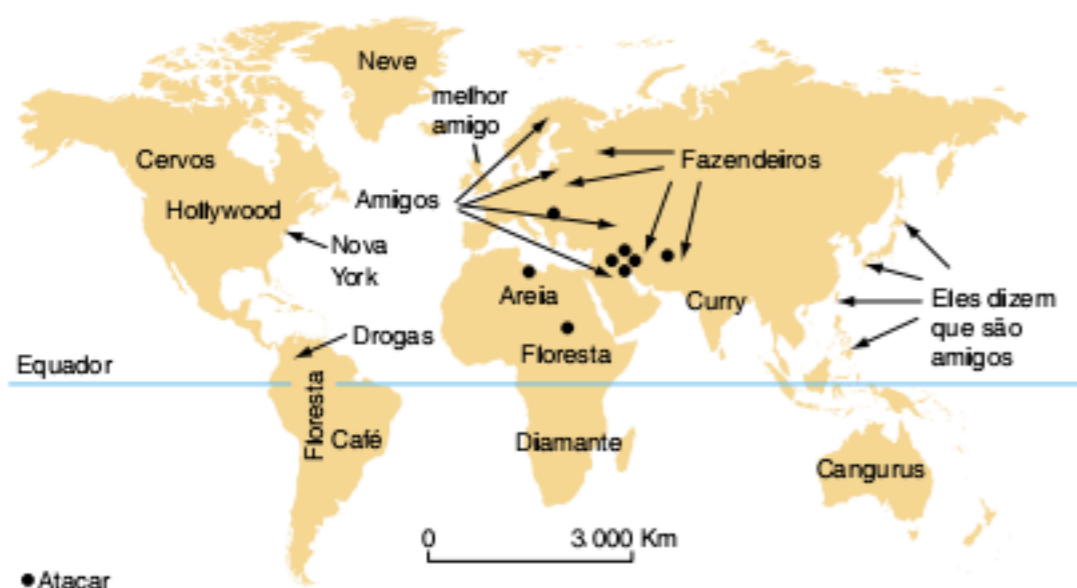 Neve
melhor
amigo
Cervos
Fazendeiros
Amigos
Hollywood
Nova
York
Areia
Curry
Eles dizem
que são
amigos
Drogas
Floresta
Equador
Floresta
Café
Diamante
Cangurus
0 3.000 Km
Atacar